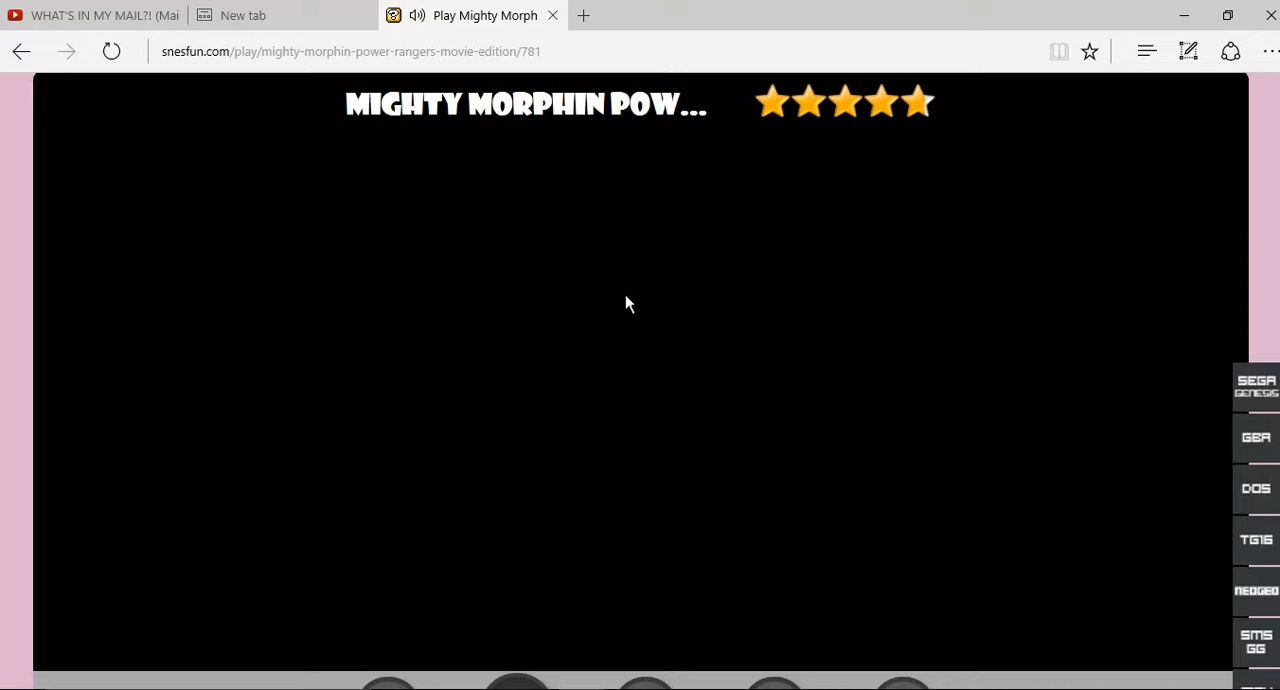 WHAT'S IN MY MAIL?! (Mai
New tab
Play Mighty Morph
snesfun.com/play/mighty-morphin-power-rangers-movie-edition/781
MIGHTY MORPHIN POW...
SEGA
GENESIS
GBA
DOS
TG16
NEOGEO
SMS
GG